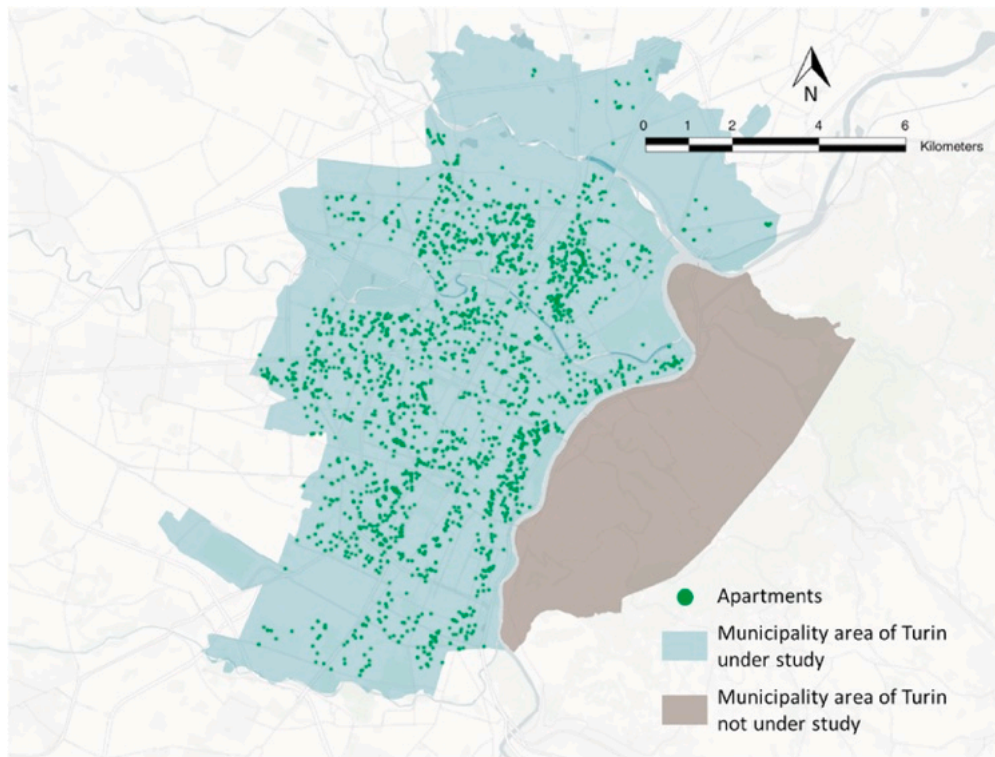 N
0 1 2 4 6
Kilometers
Apartments
Municipality area of Turin
under study
Municipality area of Turin
not under study